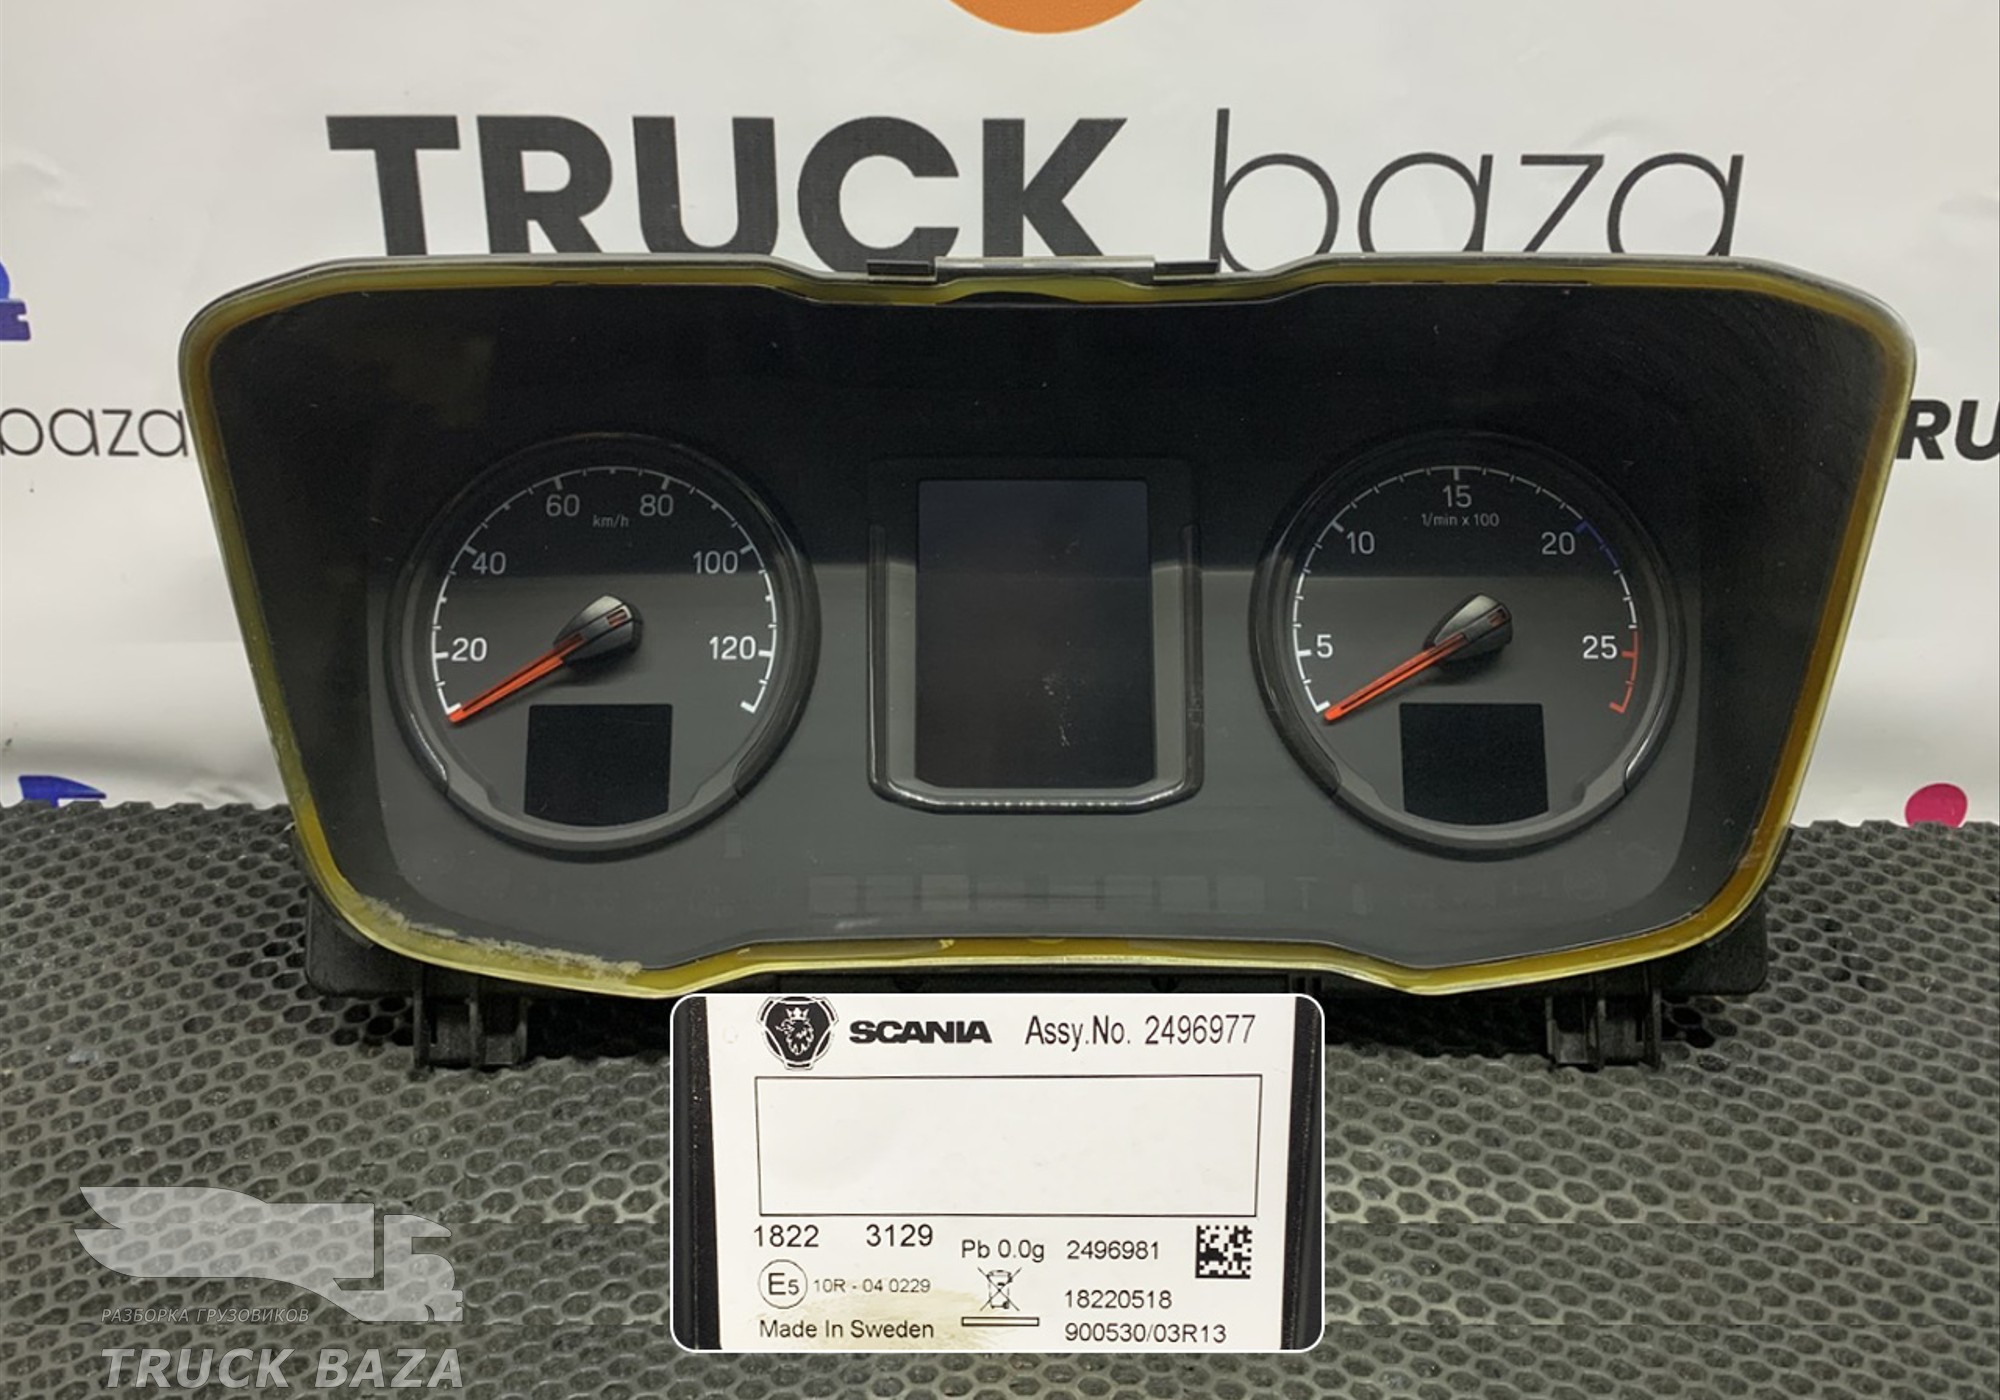 TRUCK baza
baza
RU
60 80
km/h
40 100
20 120
15
1/min x 100
10 20
5 25
SCANIA Assy.No. 2496977
1822 3129 Pb 0.0g 2496981
E5 10R - 04 0229
18220518
Made In Sweden 900530/03R13
РАЗБОРКА ГРУЗОВИКОВ
TRUCK BAZA